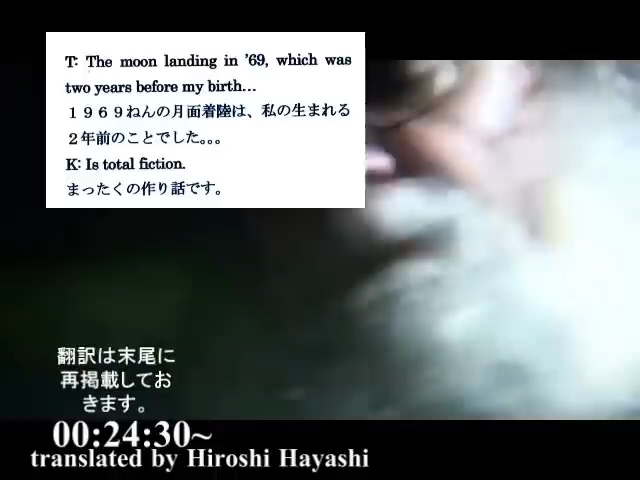 T: The moon landing in '69, which was
two years before my birth...
１９６９ねんの月面着陸は、私の生まれる
２年前のことでした。。。
K: Is total fiction.
まったくの作り話です。
翻訳は末尾に
再掲載してお
きます。
00:24:30~
translated by Hiroshi Hayashi